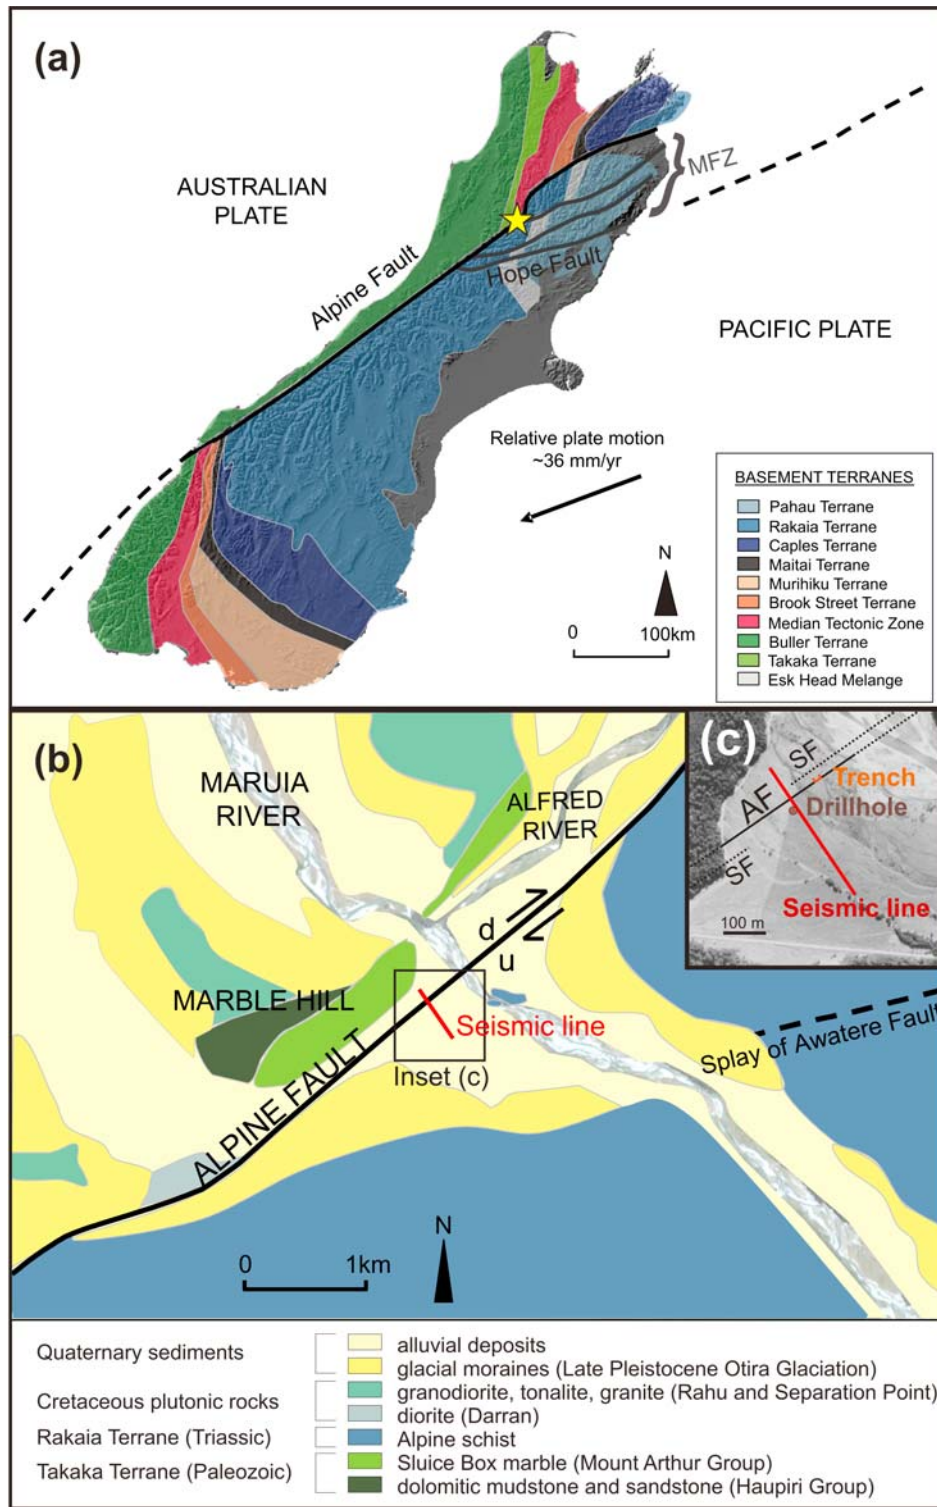 (a)
AUSTRALIAN
PLATE
MFZ
Hope Fault
Alpine Fault
PACIFIC PLATE
Relative plate motion
~36 mm/yr
N
0 100km
BASEMENT TERRANES
Pahau Terrane
Rakaia Terrane
Caples Terrane
Maitai Terrane
Murihiku Terrane
Brook Street Terrane
Median Tectonic Zone
Buller Terrane
Takaka Terrane
Esk Head Melange
(b)
MARUIA
RIVER
ALFRED
RIVER
d
u
MARBLE HILL
Seismic line
Inset (c)
ALPINE FAULT
Splay of Awatere Fault
N
0 1km
(c)
SF
Trench
AF
Drillhole
SF
Seismic line
100 m
Quaternary sediments
alluvial deposits
glacial moraines (Late Pleistocene Otira Glaciation)
Cretaceous plutonic rocks
granodiorite, tonalite, granite (Rahu and Separation Point)
diorite (Darran)
Rakaia Terrane (Triassic)
Alpine schist
Takaka Terrane (Paleozoic)
Sluice Box marble (Mount Arthur Group)
dolomitic mudstone and sandstone (Haupiri Group)